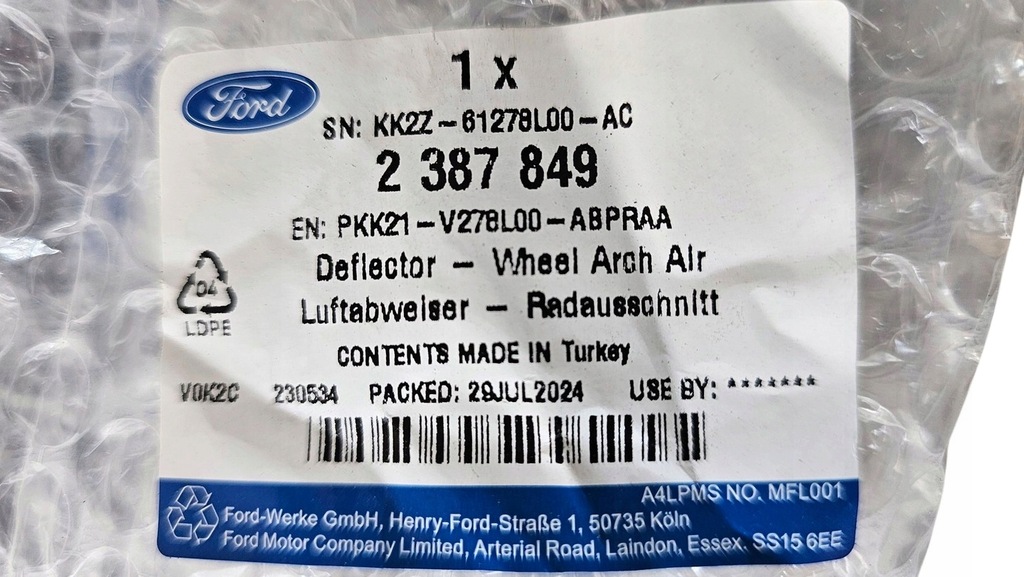 1 x
Ford
SN: KK2Z-61278L00-AC
2 387 849
EN: PKK21-V278L00-ABPRAA
Deflector - Wheel Arch Air
Luftabweiser - Radausschnitt
04
LDPE
CONTENTS MADE IN Turkey
V0K2C 230534 PACKED: 29JUL2024 USE BY: *******
A4LPMS NO. MFL001
Ford-Werke GmbH, Henry-Ford-Straße 1, 50735 Köln
Ford Motor Company Limited, Arterial Road, Laindon, Essex. SS15 6EE